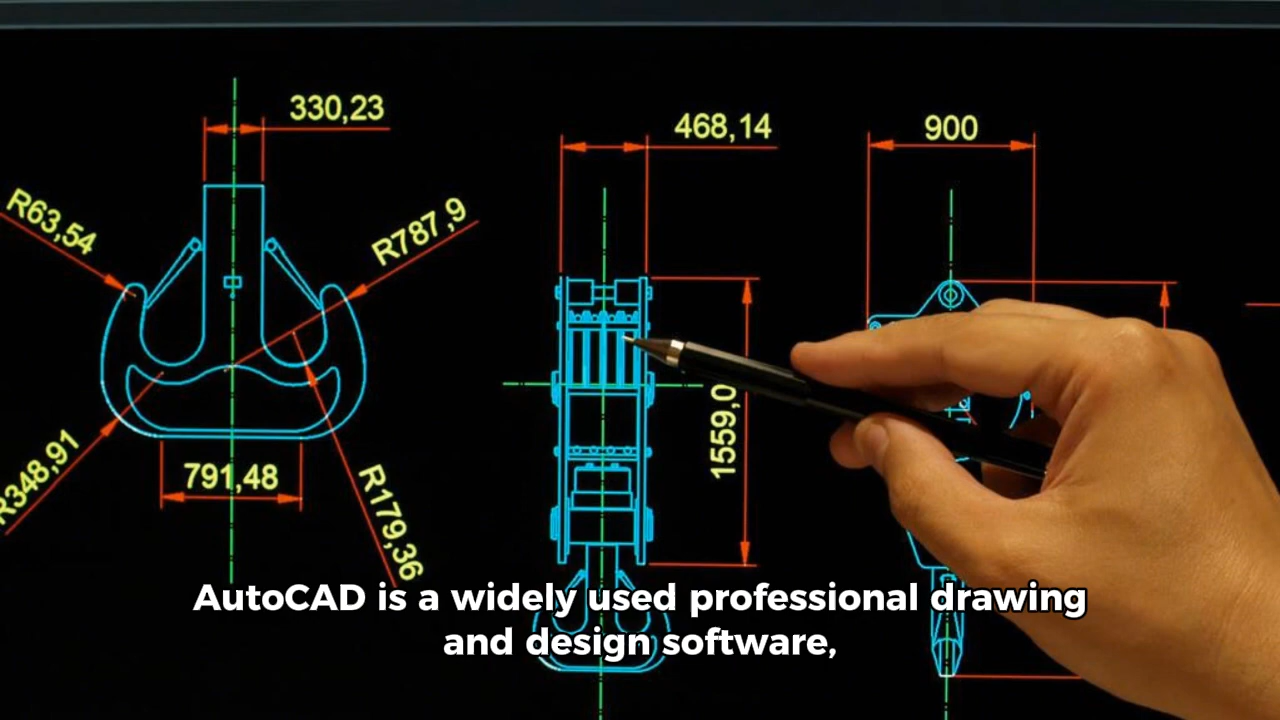 330,23
468,14
900
R63,54
R787,9
791,48
R348,91
R179,36
1559,0
AutoCAD is a widely used professional drawing
and design software,